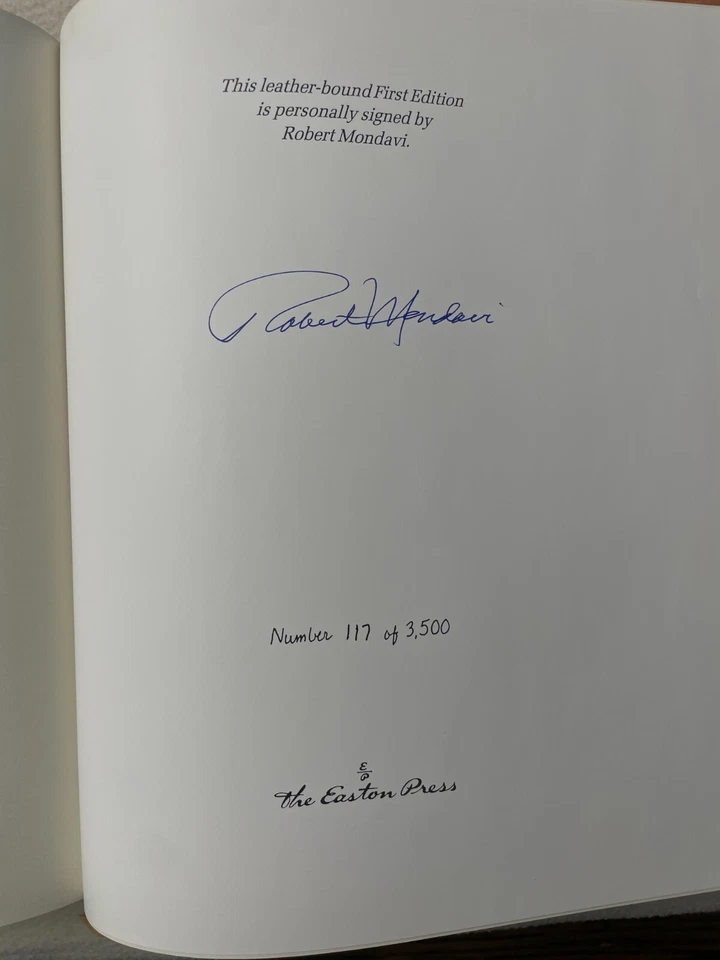 This leather-bound First Edition
is personally signed by
Robert Mondavi.
Robert Mondavi
Number 117 of 3,500
E
P
the Easton Press